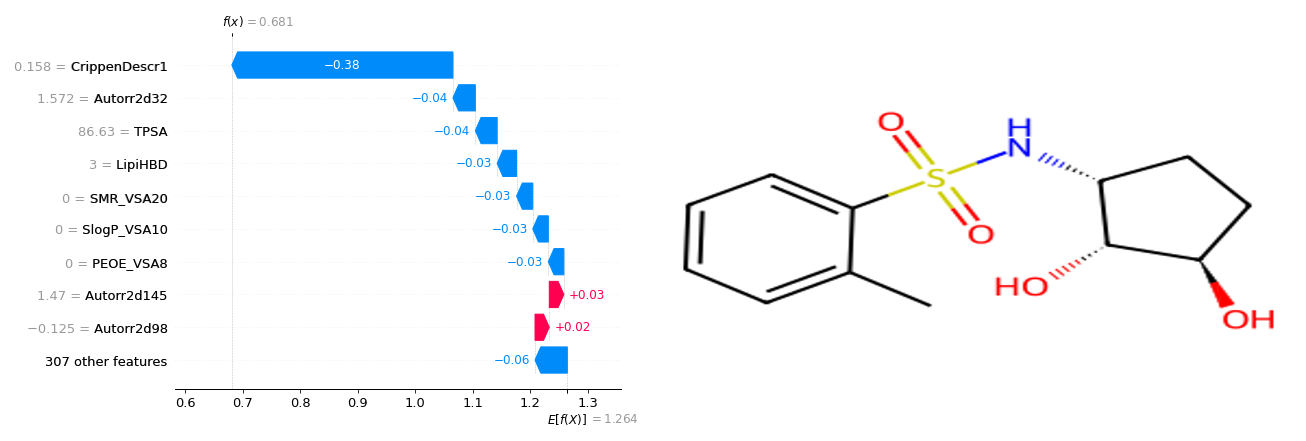 f(x) = 0.681
0.158 = CrippenDescr1
−0.38
1.572 = Autorr2d32
−0.04
86.63 = TPSA
−0.04
3 = LipiHBD
−0.03
0 = SMR_VSA20
−0.03
0 = SlogP_VSA10
−0.03
0 = PEOE_VSA8
−0.03
1.47 = Autorr2d145
+0.03
−0.125 = Autorr2d98
+0.02
307 other features
−0.06
0.6 0.7 0.8 0.9 1.0 1.1 1.2 1.3
E[f(X)] = 1.264
O
H
N
S
O
HO
OH